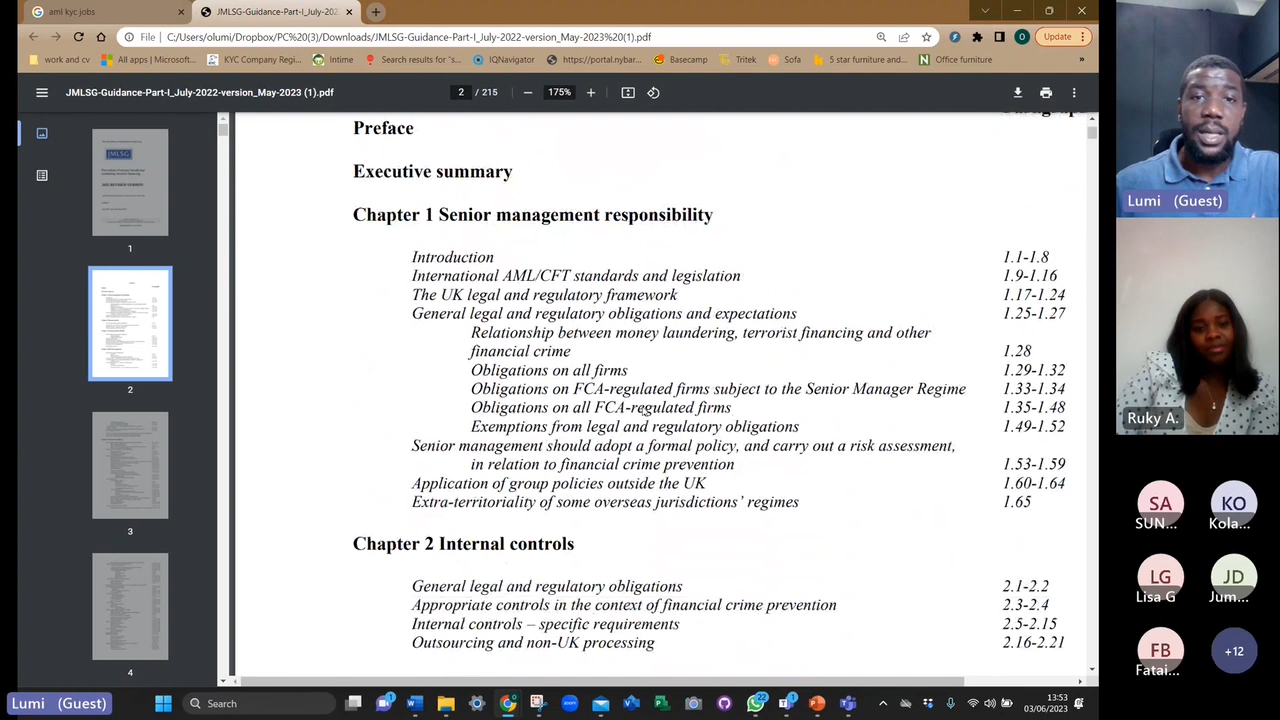 aml kyc jobs
JMLSG-Guidance-Part-I_July-202
File
C:/Users/olumi/Dropbox/PC%20(3)/Downloads/JMLSG-Guidance-Part-I_July-2022-version_May-2023%20(1).pdf
O
Update
work and cv
All apps | Microsoft...
KYC Company Regi...
Intime
Search results for "s...
IQNavigator
https://portal.nybar...
Basecamp
Tritek
Sofa
5 star furniture and...
Office furniture
»
JMLSG-Guidance-Part-I_July-2022-version_May-2023 (1).pdf
2 / 215
175%
JMLSG
1
2
3
4
Preface
Executive summary
Chapter 1 Senior management responsibility
Introduction 1.1-1.8
International AML/CFT standards and legislation 1.9-1.16
The UK legal and regulatory framework 1.17-1.24
General legal and regulatory obligations and expectations 1.25-1.27
Relationship between money laundering, terrorist financing and other
financial crime 1.28
Obligations on all firms 1.29-1.32
Obligations on FCA-regulated firms subject to the Senior Manager Regime 1.33-1.34
Obligations on all FCA-regulated firms 1.35-1.48
Exemptions from legal and regulatory obligations 1.49-1.52
Senior management should adopt a formal policy, and carry out a risk assessment,
in relation to financial crime prevention 1.53-1.59
Application of group policies outside the UK 1.60-1.64
Extra-territoriality of some overseas jurisdictions' regimes 1.65
Chapter 2 Internal controls
General legal and regulatory obligations 2.1-2.2
Appropriate controls in the context of financial crime prevention 2.3-2.4
Internal controls – specific requirements 2.5-2.15
Outsourcing and non-UK processing 2.16-2.21
Lumi (Guest)
Ruky A.
SA
SUN...
KO
Kola...
LG
Lisa G
JD
Jum...
FB
Fatai...
+12
Lumi (Guest)
Search
1
22
1
13:53
03/06/2023